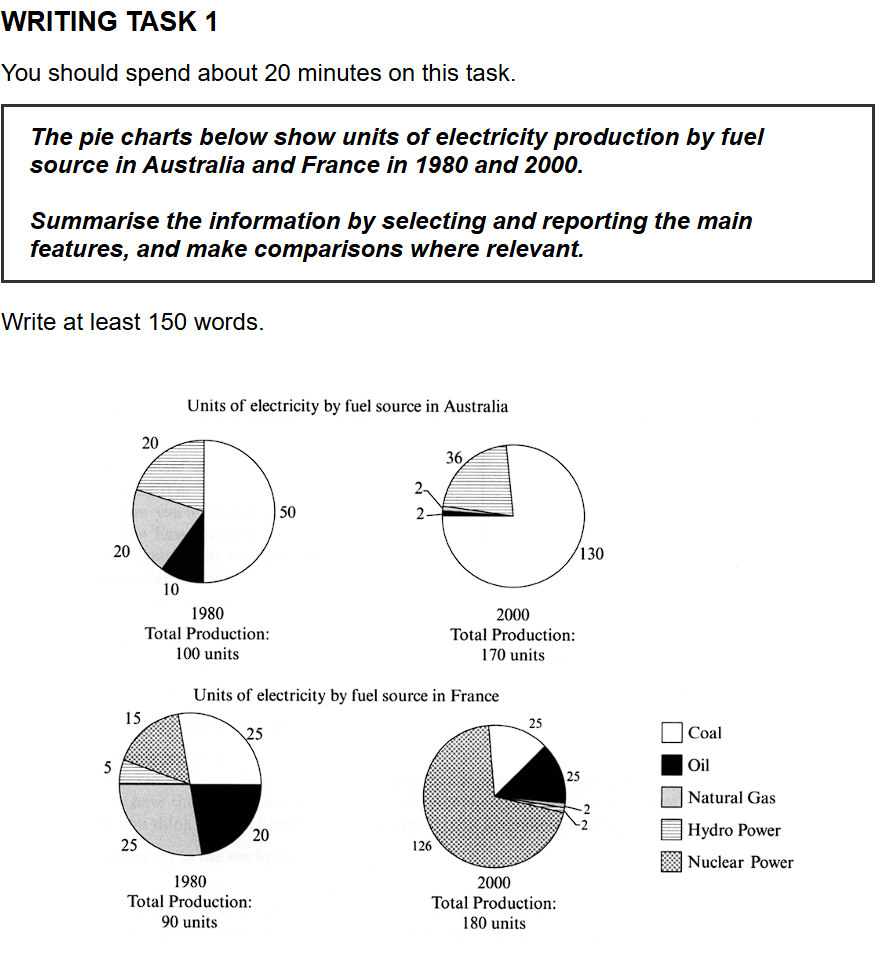 WRITING TASK 1
You should spend about 20 minutes on this task.
The pie charts below show units of electricity production by fuel
source in Australia and France in 1980 and 2000.
Summarise the information by selecting and reporting the main
features, and make comparisons where relevant.
Write at least 150 words.
Units of electricity by fuel source in Australia
20
50
20
10
1980
Total Production:
100 units
36
2
2
130
2000
Total Production:
170 units
Units of electricity by fuel source in France
15
25
5
25
20
1980
Total Production:
90 units
25
25
2
2
126
2000
Total Production:
180 units
Coal
Oil
Natural Gas
Hydro Power
Nuclear Power